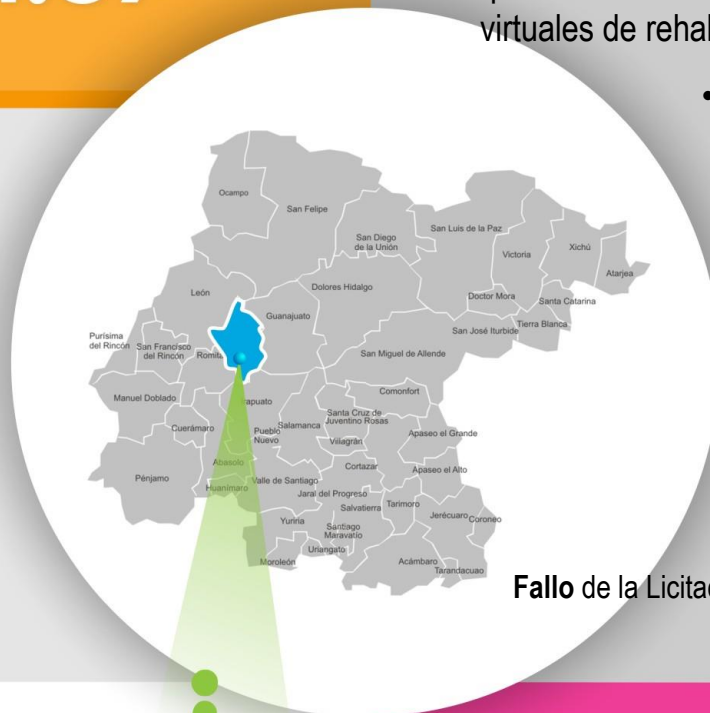 virtuales de rehal
Ocampo
San Felipe
San Diego
de la Unión
San Luis de la Paz
Victoria
Xichú
Atarjea
León
Dolores Hidalgo
Doctor Mora
Santa Catarina
Guanajuato
San José Iturbide
Tierra Blanca
Purísima
del Rincón
San Francisco
del Rincón
Romita
San Miguel de Allende
Manuel Doblado
apuato
Comonfort
Cuerámaro
Pueblo
Nuevo
Salamanca
Santa Cruz de
Juventino Rosas
Villagrán
Apaseo el Grande
Abasolo
Cortazar
Apaseo el Alto
Pénjamo
Huanímaro
Valle de Santiago
Jaral del Progreso
Salvatierra
Tarimoro
Jerécuaro
Coroneo
Yuriria
Santiago
Maravatío
Uriangato
Moroleón
Acámbaro
Tarandacuao
Fallo de la Licitac